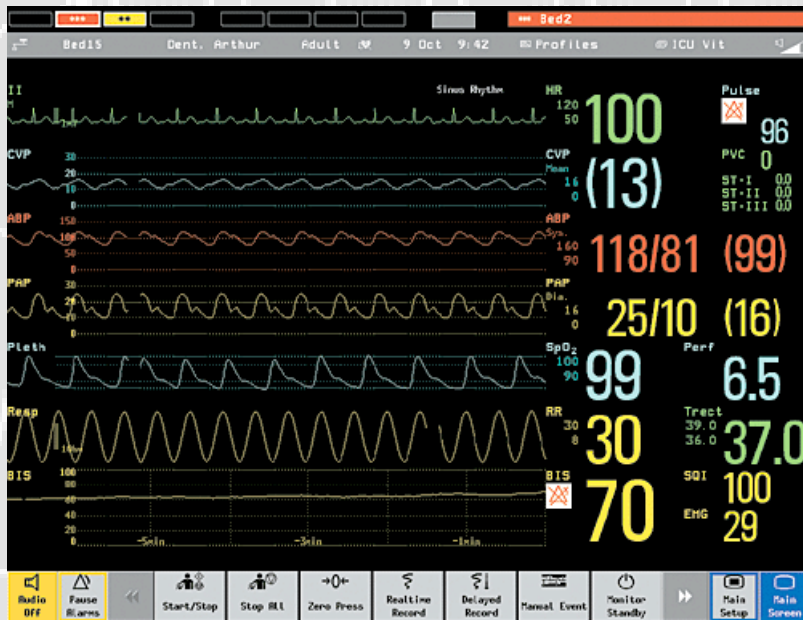 *** ** *** Bed2
Bed15 Dent. Arthur Adult 9 Oct 9:42 Profiles ICU Vit
II Sinus Rhythm HR Pulse
M 120 100
50 96
1mV
CVP 30 CVP PVC 0
20 Mean (13) ST-I 0.0
10 16 ST-II 0.0
0 0 ST-III 0.0
ABP 150 ABP
100 Sys. 118/81 (99)
50 160
0 90
PAP 30 PAP
20 Dia. 25/10 (16)
10 16
0 0
Pleth SpO₂ Perf
100 99 6.5
90
Resp RR Trect
30 30 39.0 37.0
8 36.0
BIS 100 BIS SQI
80 70 100
60 EMG
40 29
20
0 -5min -3min -1min
Audio Off
Pause Alarms
Start/Stop
Stop All
→0← Zero Press
Realtime Record
Delayed Record
Manual Event
Monitor Standby
Main Setup
Main Screen